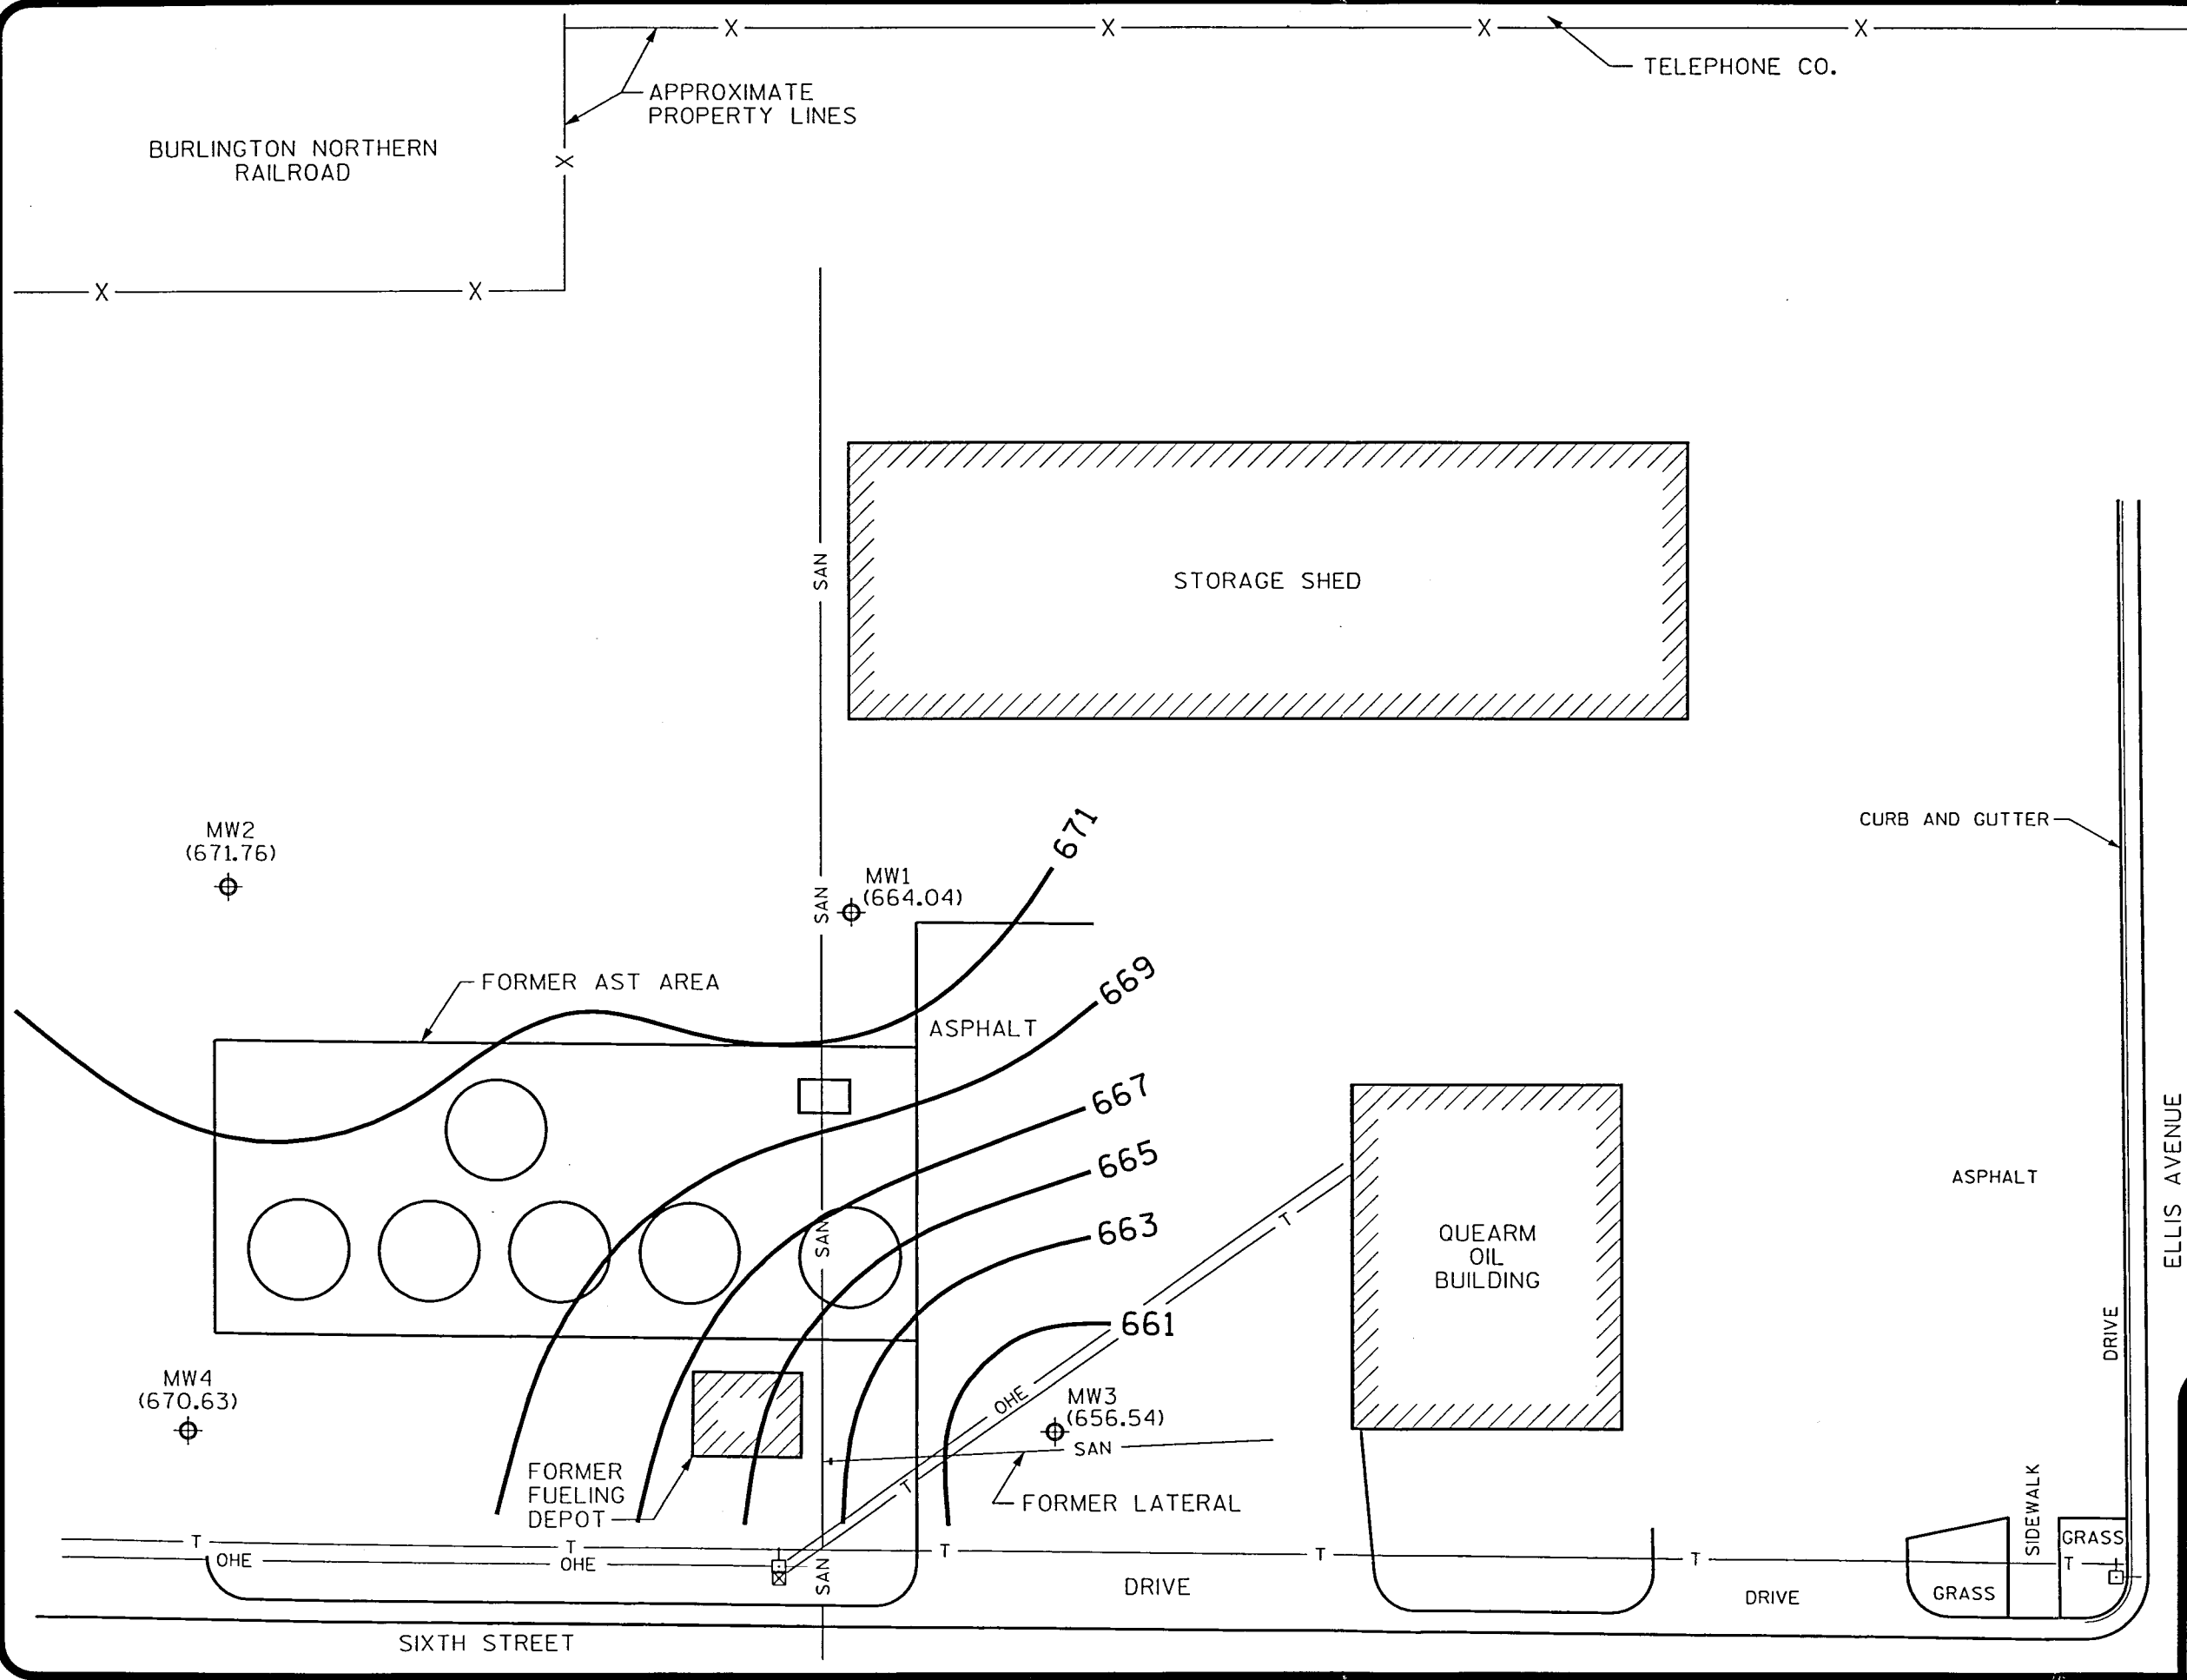 X
X
X
X
TELEPHONE CO.
APPROXIMATE
PROPERTY LINES
BURLINGTON NORTHERN
RAILROAD
X
X
X
SAN
STORAGE SHED
CURB AND GUTTER
MW2
(671.76)
671
MW1
(664.04)
SAN
FORMER AST AREA
669
ASPHALT
667
665
663
661
SAN
ASPHALT
ELLIS AVENUE
T
QUEARM
OIL
BUILDING
DRIVE
MW4
(670.63)
OHE
MW3
(656.54)
SAN
FORMER
FUELING
DEPOT
T
FORMER LATERAL
SIDEWALK
GRASS
T
T
T
T
T
T
OHE
OHE
SAN
DRIVE
DRIVE
GRASS
SIXTH STREET